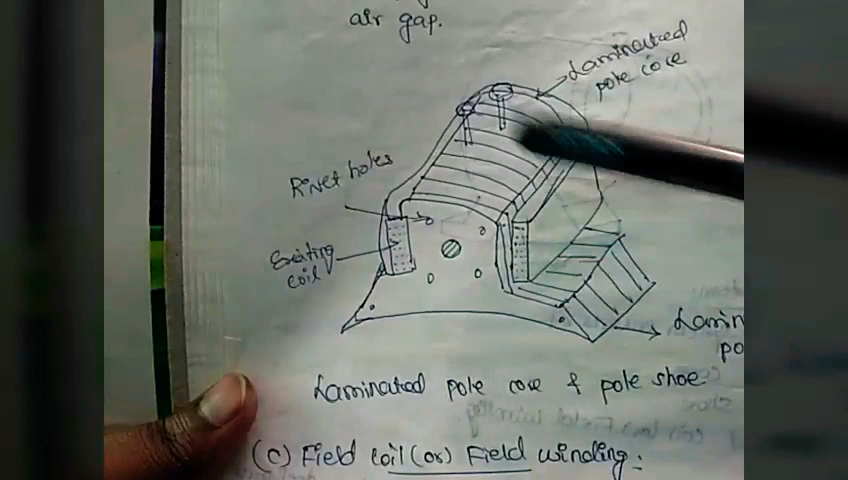 air gap.
Laminated
pole core
Rivet holes
Exiting
coil
Lamin
po
Laminated pole core & pole shoe
(C) Field coil (or) Field winding: